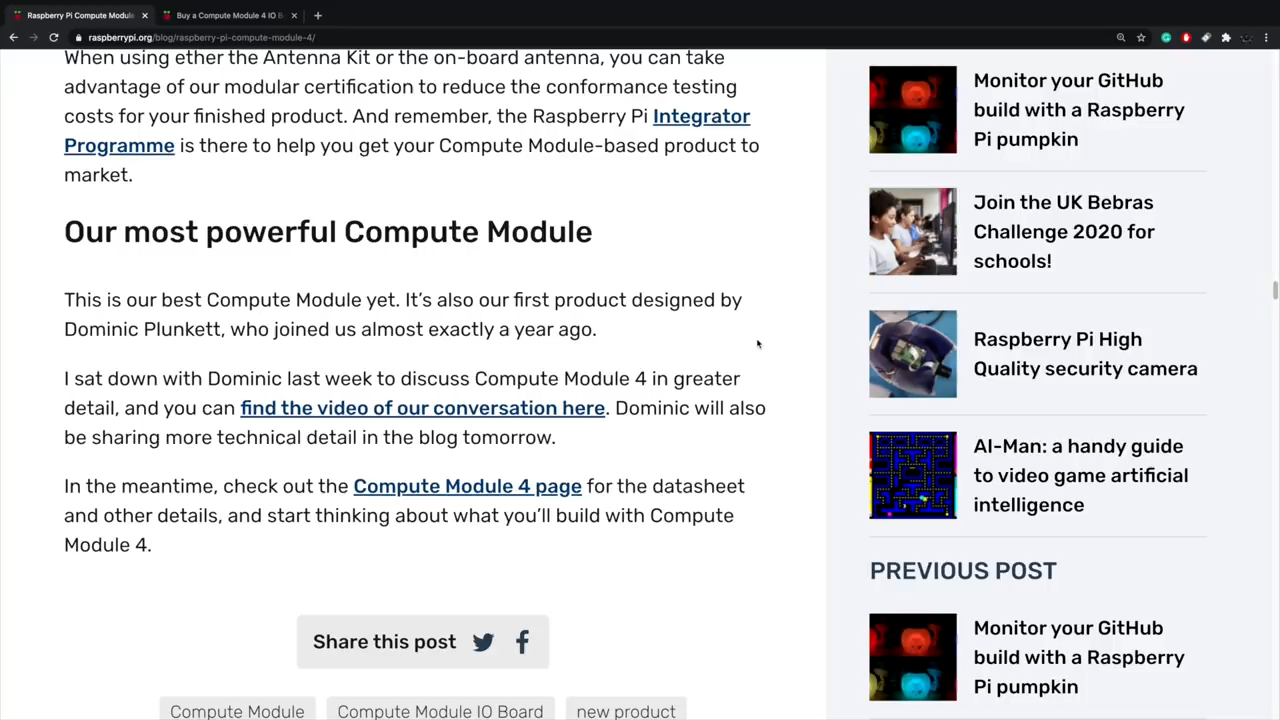 Raspberry Pi Compute Module
Buy a Compute Module 4 IO B
raspberrypi.org/blog/raspberry-pi-compute-module-4/
When using ether the Antenna Kit or the on-board antenna, you can take
advantage of our modular certification to reduce the conformance testing
costs for your finished product. And remember, the Raspberry Pi Integrator
Programme is there to help you get your Compute Module-based product to
market.
Our most powerful Compute Module
This is our best Compute Module yet. It’s also our first product designed by
Dominic Plunkett, who joined us almost exactly a year ago.
I sat down with Dominic last week to discuss Compute Module 4 in greater
detail, and you can find the video of our conversation here. Dominic will also
be sharing more technical detail in the blog tomorrow.
In the meantime, check out the Compute Module 4 page for the datasheet
and other details, and start thinking about what you’ll build with Compute
Module 4.
Share this post
Compute Module
Compute Module IO Board
new product
Monitor your GitHub
build with a Raspberry
Pi pumpkin
Join the UK Bebras
Challenge 2020 for
schools!
Raspberry Pi High
Quality security camera
AI-Man: a handy guide
to video game artificial
intelligence
PREVIOUS POST
Monitor your GitHub
build with a Raspberry
Pi pumpkin